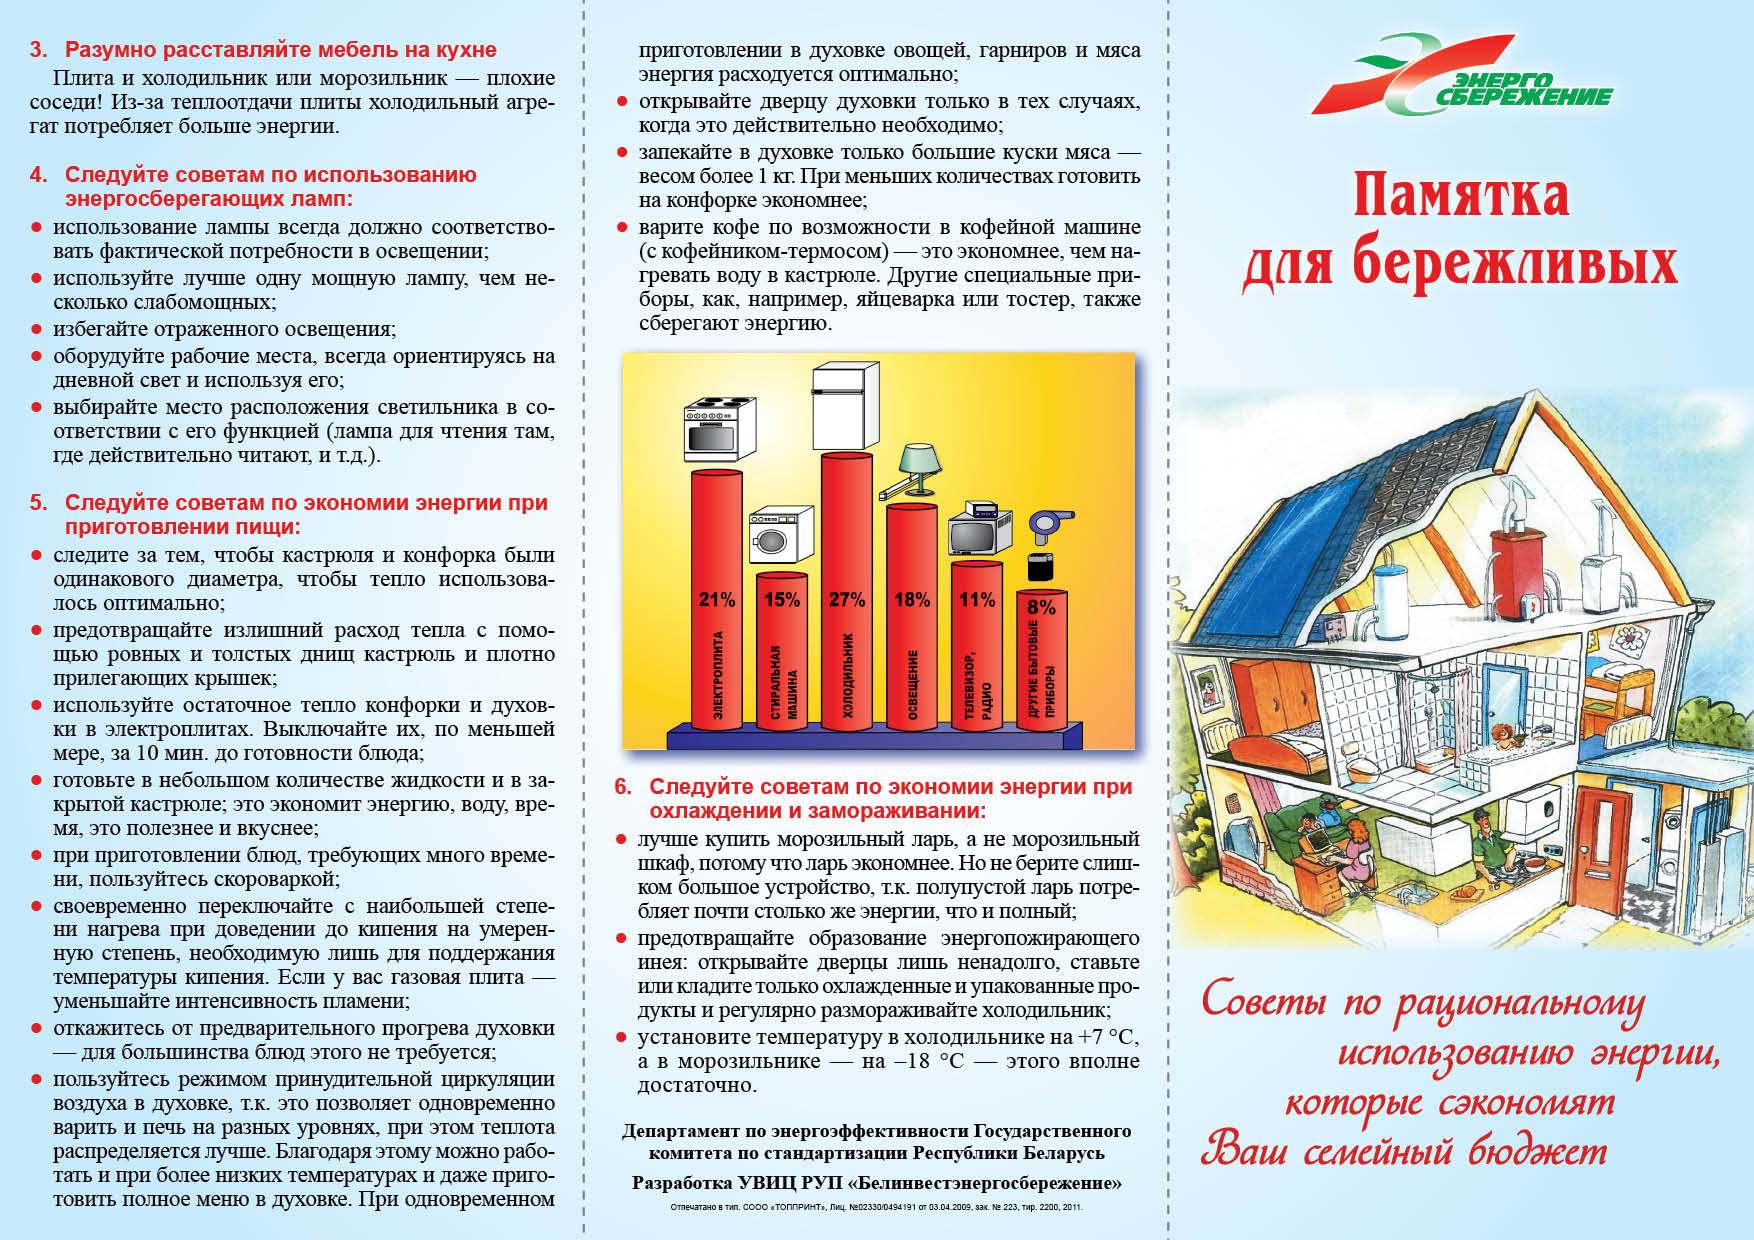 3. Разумно расставляйте мебель на кухне
Плита и холодильник или морозильник — плохие
соседи! Из-за теплоотдачи плиты холодильный агре-
гат потребляет больше энергии.
4. Следуйте советам по использованию
энергосберегающих ламп:
● использование лампы всегда должно соответство-
вать фактической потребности в освещении;
● используйте лучше одну мощную лампу, чем не-
сколько слабомощных;
● избегайте отраженного освещения;
● оборудуйте рабочие места, всегда ориентируясь на
дневной свет и используя его;
● выбирайте место расположения светильника в со-
ответствии с его функцией (лампа для чтения там,
где действительно читают, и т.д.).
5. Следуйте советам по экономии энергии при
приготовлении пищи:
● следите за тем, чтобы кастрюля и конфорка были
одинакового диаметра, чтобы тепло использова-
лось оптимально;
● предотвращайте излишний расход тепла с помо-
щью ровных и толстых днищ кастрюль и плотно
прилегающих крышек;
● используйте остаточное тепло конфорки и духов-
ки в электроплитах. Выключайте их, по меньшей
мере, за 10 мин. до готовности блюда;
● готовьте в небольшом количестве жидкости и в за-
крытой кастрюле; это экономит энергию, воду, вре-
мя, это полезнее и вкуснее;
● при приготовлении блюд, требующих много време-
ни, пользуйтесь скороваркой;
● своевременно переключайте с наибольшей степе-
ни нагрева при доведении до кипения на умерен-
ную степень, необходимую лишь для поддержания
температуры кипения. Если у вас газовая плита —
уменьшайте интенсивность пламени;
● откажитесь от предварительного прогрева духовки
— для большинства блюд этого не требуется;
● пользуйтесь режимом принудительной циркуляции
воздуха в духовке, т.к. это позволяет одновременно
варить и печь на разных уровнях, при этом теплота
распределяется лучше. Благодаря этому можно рабо-
тать и при более низких температурах и даже приго-
товить полное меню в духовке. При одновременном
приготовлении в духовке овощей, гарниров и мяса
энергия расходуется оптимально;
● открывайте дверцу духовки только в тех случаях,
когда это действительно необходимо;
● запекайте в духовке только большие куски мяса —
весом более 1 кг. При меньших количествах готовить
на конфорке экономнее;
● варите кофе по возможности в кофейной машине
(с кофейником-термосом) — это экономнее, чем на-
гревать воду в кастрюле. Другие специальные при-
боры, как, например, яйцеварка или тостер, также
сберегают энергию.
21% 15% 27% 18% 11% 8%
ЭЛЕКТРОПЛИТА
СТИРАЛЬНАЯ
МАШИНА
ХОЛОДИЛЬНИК
ОСВЕЩЕНИЕ
ТЕЛЕВИЗОР,
РАДИО
ДРУГИЕ БЫТОВЫЕ
ПРИБОРЫ
6. Следуйте советам по экономии энергии при
охлаждении и замораживании:
● лучше купить морозильный ларь, а не морозильный
шкаф, потому что ларь экономнее. Но не берите слиш-
ком большое устройство, т.к. полупустой ларь потре-
бляет почти столько же энергии, что и полный;
● предотвращайте образование энергопожирающего
инея: открывайте дверцы лишь ненадолго, ставьте
или кладите только охлажденные и упакованные про-
дукты и регулярно размораживайте холодильник;
● установите температуру в холодильнике на +7 °С,
а в морозильнике — на –18 °С — этого вполне
достаточно.
Департамент по энергоэффективности Государственного
комитета по стандартизации Республики Беларусь
Разработка УВИЦ РУП «Белинвестэнергосбережение»
Отпечатано в тип. СООО «ТОППРИНТ», Лиц. №02330/0494191 от 03.04.2009, зак. № 223, тир. 2200, 2011.
ЭНЕРГО
СБЕРЕЖЕНИЕ
Памятка
для бережливых
Советы по рациональному
использованию энергии,
которые сэкономят
Ваш семейный бюджет